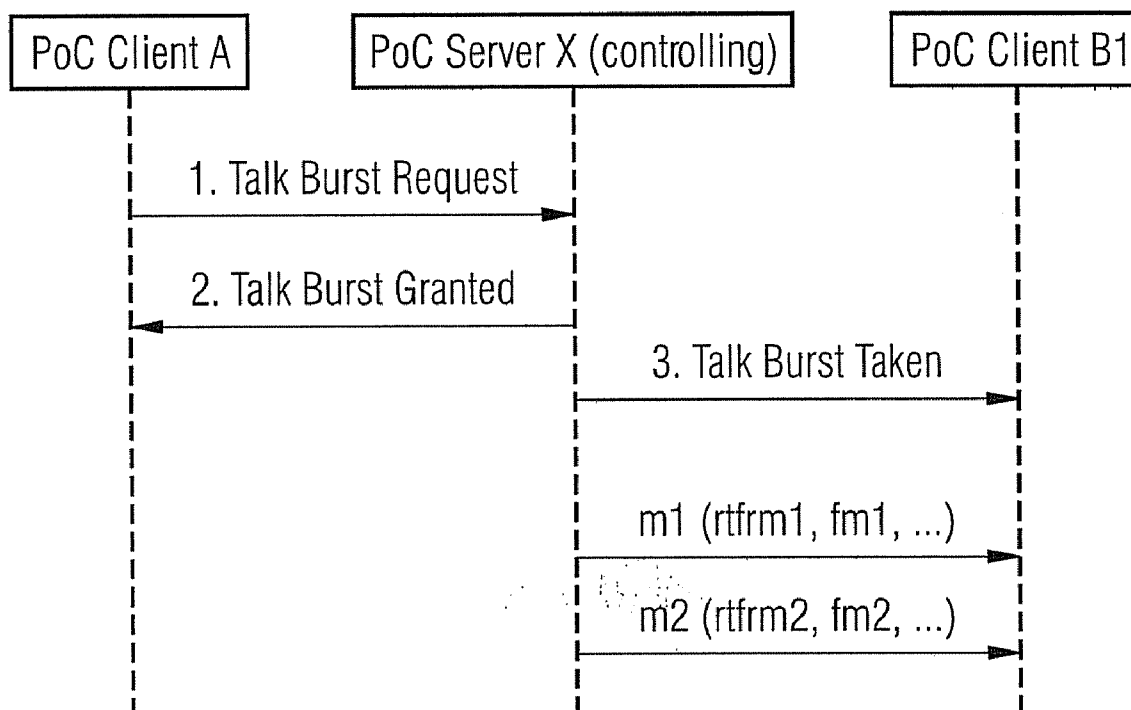 PoC Client A
PoC Server X (controlling)
PoC Client B1
1. Talk Burst Request
2. Talk Burst Granted
3. Talk Burst Taken
m1 (rtfrm1, fm1, ...)
m2 (rtfrm2, fm2, ...)